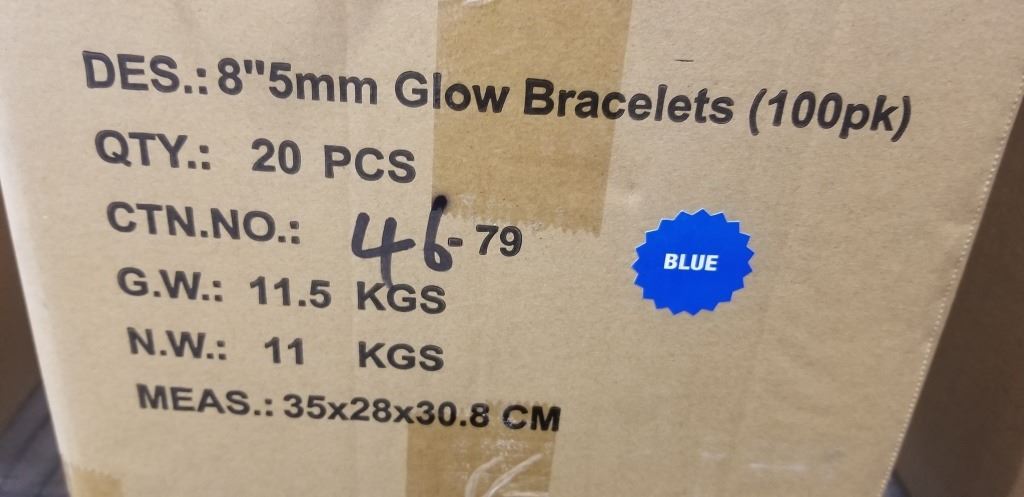 DES.: 8"5mm Glow Bracelets (100pk)
QTY.: 20 PCS
CTN.NO.: 46- 79
BLUE
G.W.: 11.5 KGS
N.W.: 11 KGS
MEAS.: 35x28x30.8 CM